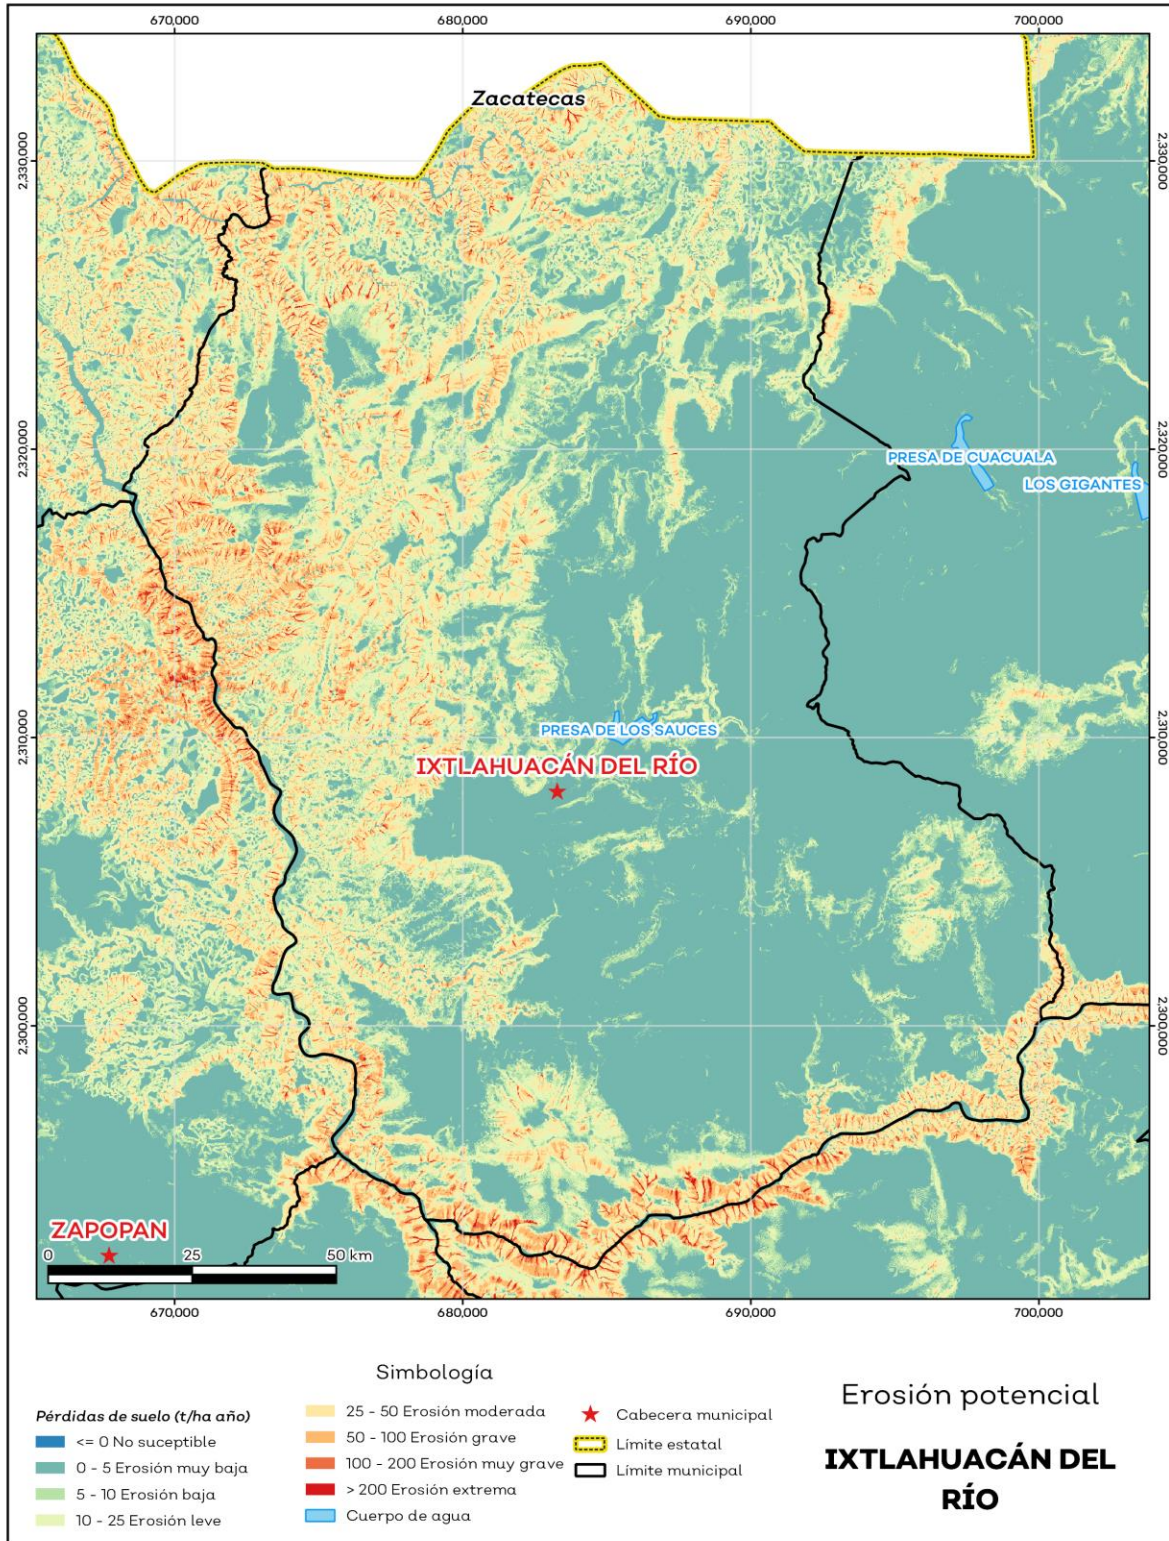 670,000 680,000 690,000 700,000
Zacatecas
2,330,000 2,330,000
2,320,000 2,320,000
PRESA DE CUACUALA
LOS GIGANTES
PRESA DE LOS SAUCES
2,310,000 2,310,000
IXTLAHUACÁN DEL RÍO
2,300,000 2,300,000
ZAPOPAN
0 25 50 km
670,000 680,000 690,000 700,000
Simbología
Pérdidas de suelo (t/ha año)
<= 0 No suceptible
0 - 5 Erosión muy baja
5 - 10 Erosión baja
10 - 25 Erosión leve
25 - 50 Erosión moderada
50 - 100 Erosión grave
100 - 200 Erosión muy grave
> 200 Erosión extrema
Cuerpo de agua
Cabecera municipal
Límite estatal
Límite municipal
Erosión potencial
IXTLAHUACÁN DEL
RÍO